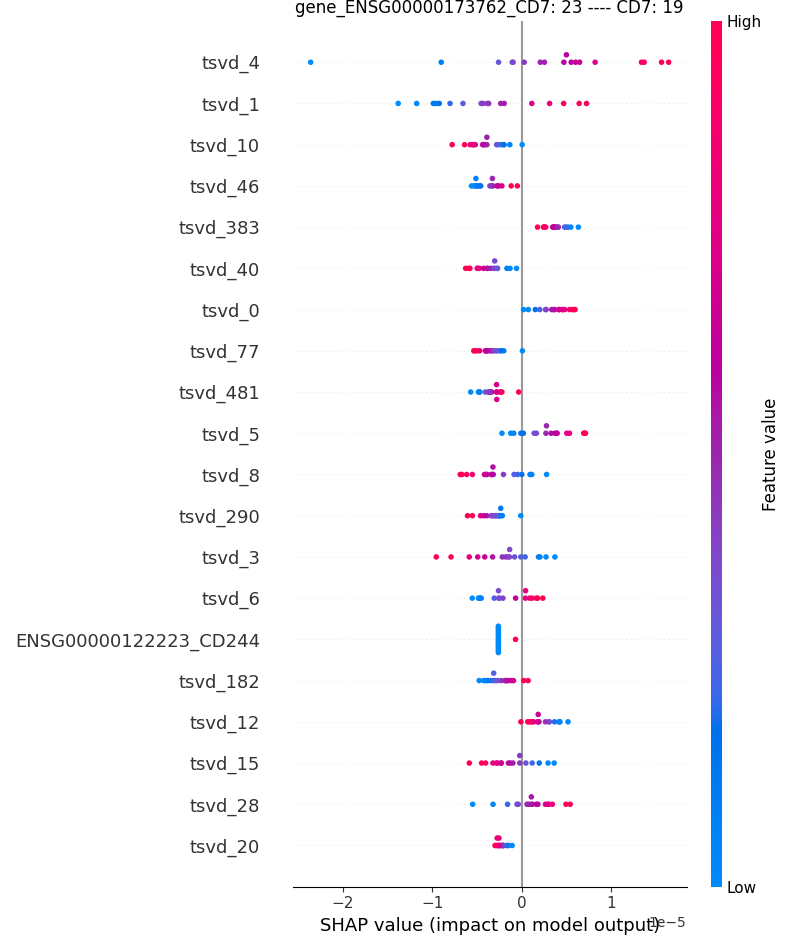 gene_ENSG00000173762_CD7: 23 ---- CD7: 19
High
tsvd_4
tsvd_1
tsvd_10
tsvd_46
tsvd_383
tsvd_40
tsvd_0
tsvd_77
tsvd_481
tsvd_5
tsvd_8
tsvd_290
tsvd_3
tsvd_6
ENSG00000122223_CD244
tsvd_182
tsvd_12
tsvd_15
tsvd_28
tsvd_20
Feature value
Low
−2 −1 0 1
1e−5
SHAP value (impact on model output)